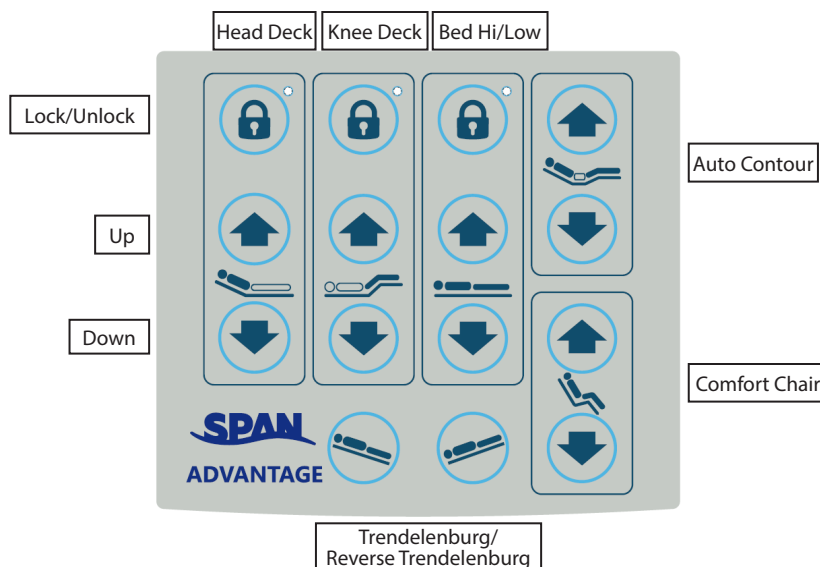 Head Deck
Knee Deck
Bed Hi/Low
Lock/Unlock
Auto Contour
Up
Down
Comfort Chair
SPAN
ADVANTAGE
Trendelenburg/
Reverse Trendelenburg